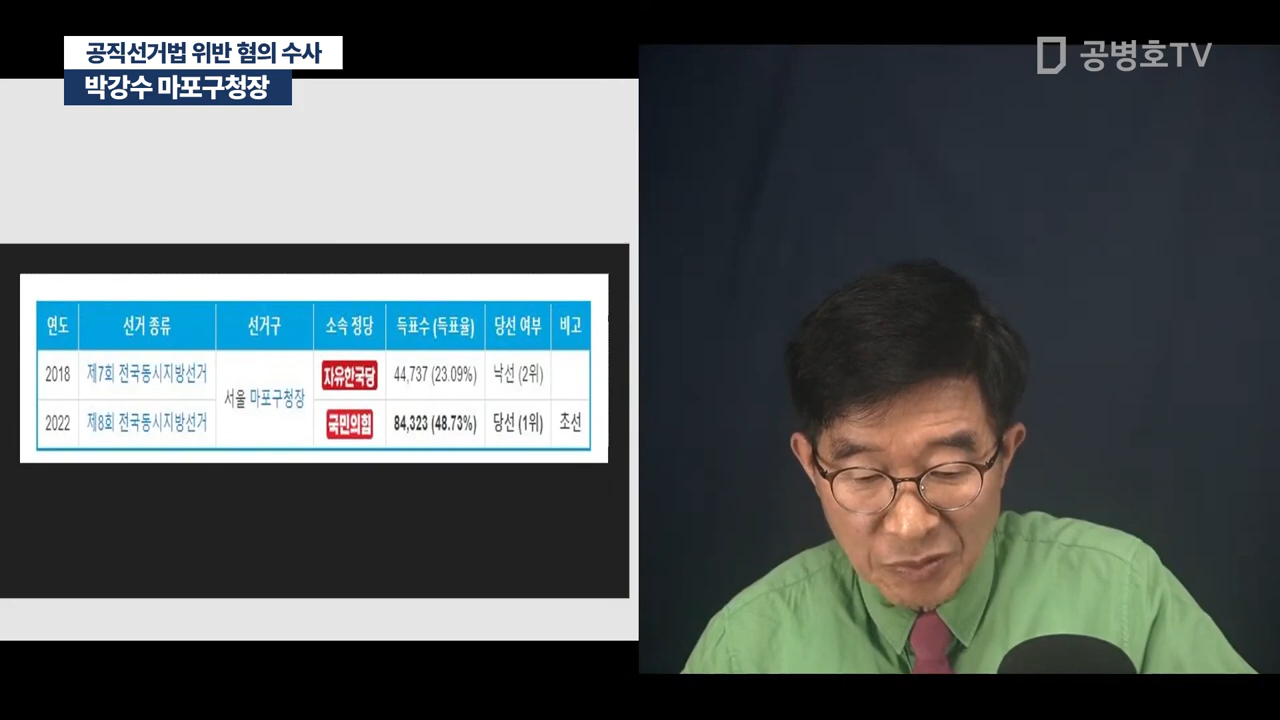 공직선거법 위반 혐의 수사
박강수 마포구청장
공병호TV
연도 선거 종류 선거구 소속 정당 득표수 (득표율) 당선 여부 비고
2018 제7회 전국동시지방선거 서울 마포구청장 자유한국당 44,737 (23.09%) 낙선 (2위)
2022 제8회 전국동시지방선거 국민의힘 84,323 (48.73%) 당선 (1위) 초선